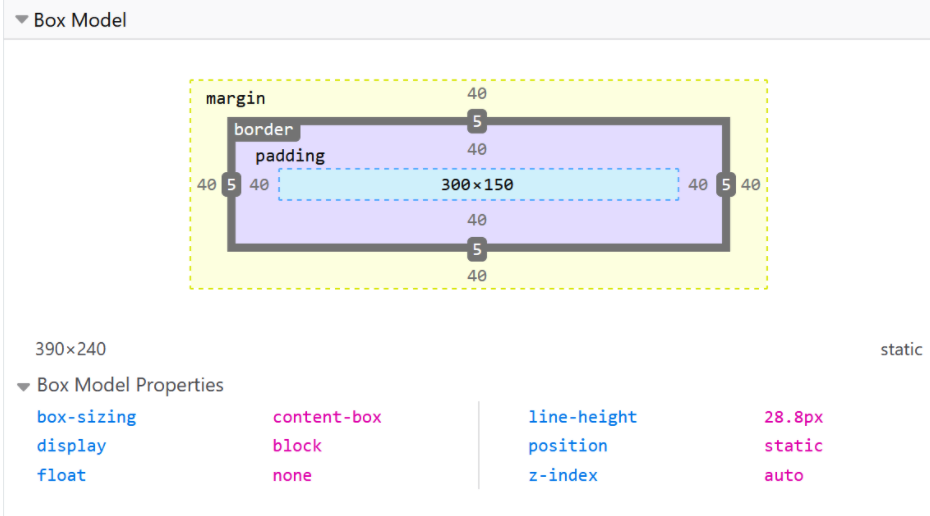 Box Model
margin 40
border 5
padding 40
40 5 40 300×150 40 5 40
40
5
40
390×240 static
Box Model Properties
box-sizing content-box line-height 28.8px
display block position static
float none z-index auto